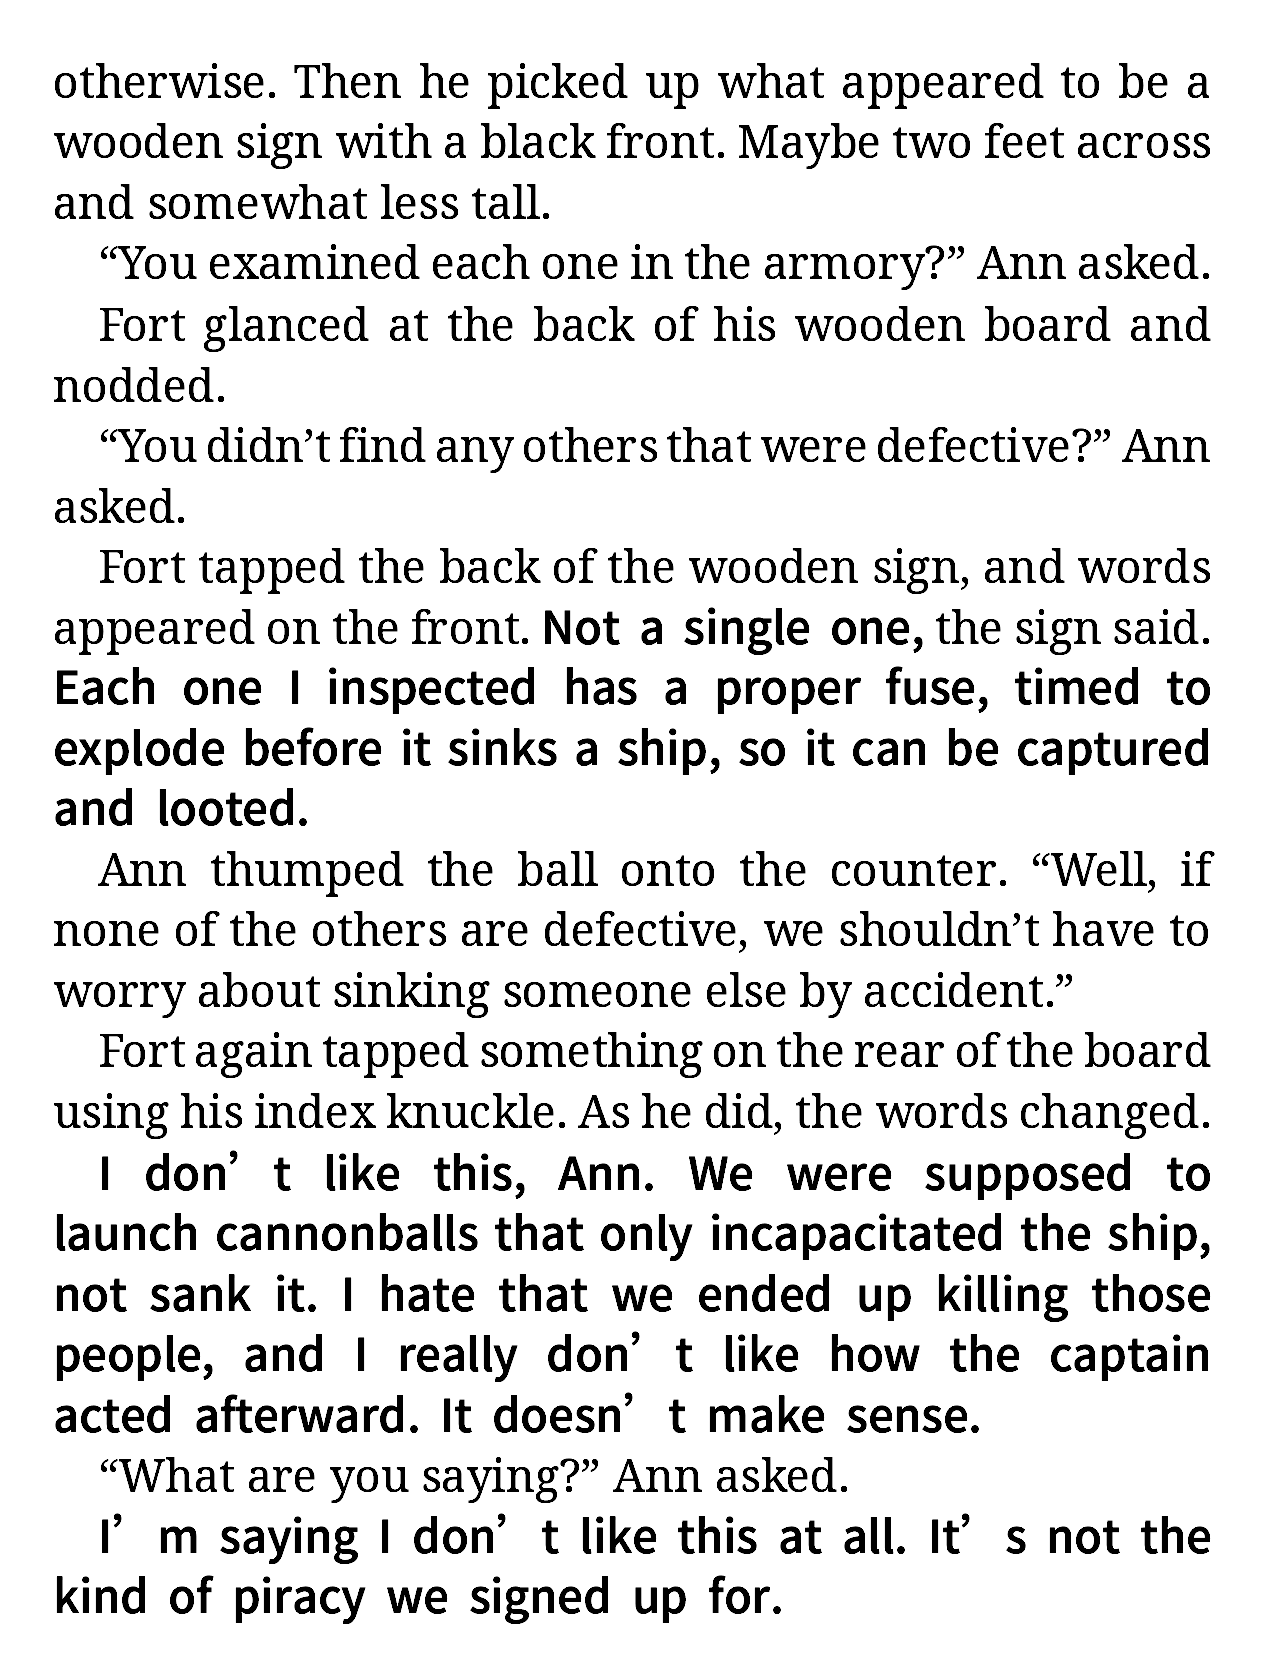 otherwise. Then he picked up what appeared to be a
wooden sign with a black front. Maybe two feet across
and somewhat less tall.
“You examined each one in the armory?” Ann asked.
Fort glanced at the back of his wooden board and
nodded.
“You didn’t find any others that were defective?” Ann
asked.
Fort tapped the back of the wooden sign, and words
appeared on the front. Not a single one, the sign said.
Each one I inspected has a proper fuse, timed to
explode before it sinks a ship, so it can be captured
and looted.
Ann thumped the ball onto the counter. “Well, if
none of the others are defective, we shouldn’t have to
worry about sinking someone else by accident.”
Fort again tapped something on the rear of the board
using his index knuckle. As he did, the words changed.
I don’t like this, Ann. We were supposed to
launch cannonballs that only incapacitated the ship,
not sank it. I hate that we ended up killing those
people, and I really don’t like how the captain
acted afterward. It doesn’t make sense.
“What are you saying?” Ann asked.
I’m saying I don’t like this at all. It’s not the
kind of piracy we signed up for.